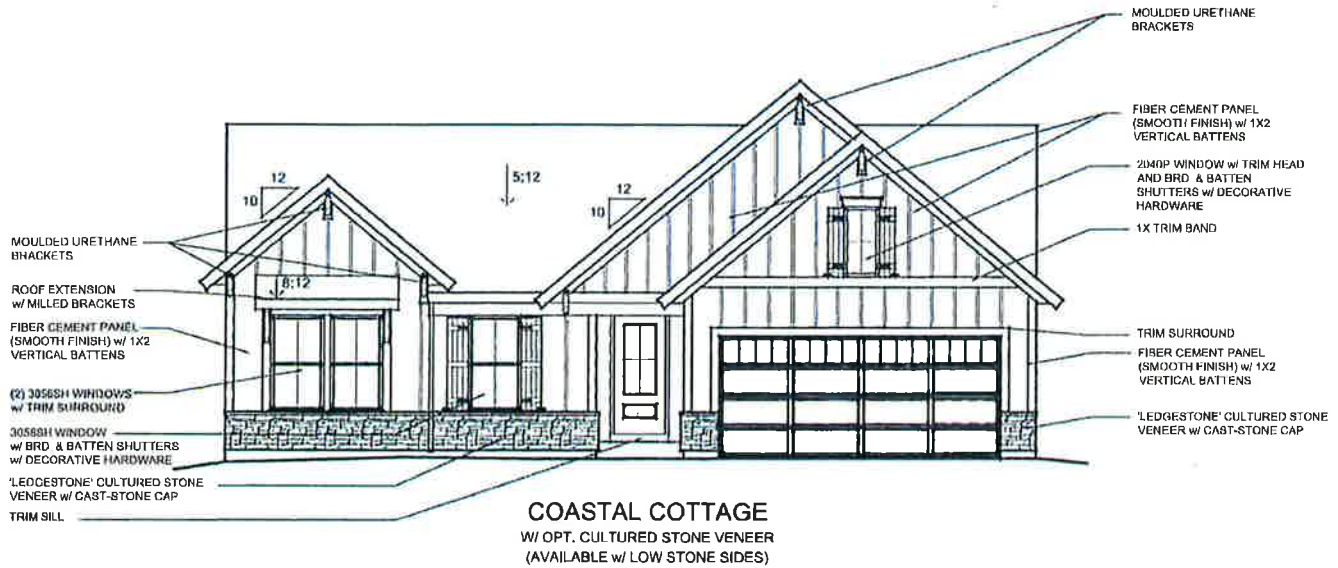 MOULDED URETHANE
BRACKETS
FIBER CEMENT PANEL
(SMOOTH FINISH) w/ 1X2
VERTICAL BATTENS
2040P WINDOW w/ TRIM HEAD
AND BRD & BATTEN
SHUTTERS w/ DECORATIVE
HARDWARE
1X TRIM BAND
TRIM SURROUND
FIBER CEMENT PANEL
(SMOOTH FINISH) w/ 1X2
VERTICAL BATTENS
'LEDGESTONE' CULTURED STONE
VENEER w/ CAST-STONE CAP
12
10
5:12
12
10
8:12
MOULDED URETHANE
BRACKETS
ROOF EXTENSION
w/ MILLED BRACKETS
FIBER CEMENT PANEL
(SMOOTH FINISH) w/ 1X2
VERTICAL BATTENS
(2) 3056SH WINDOWS
w/ TRIM SURROUND
3056SH WINDOW
w/ BRD & BATTEN SHUTTERS
w/ DECORATIVE HARDWARE
'LEDGESTONE' CULTURED STONE
VENEER w/ CAST-STONE CAP
TRIM SILL
COASTAL COTTAGE
W/ OPT. CULTURED STONE VENEER
(AVAILABLE w/ LOW STONE SIDES)